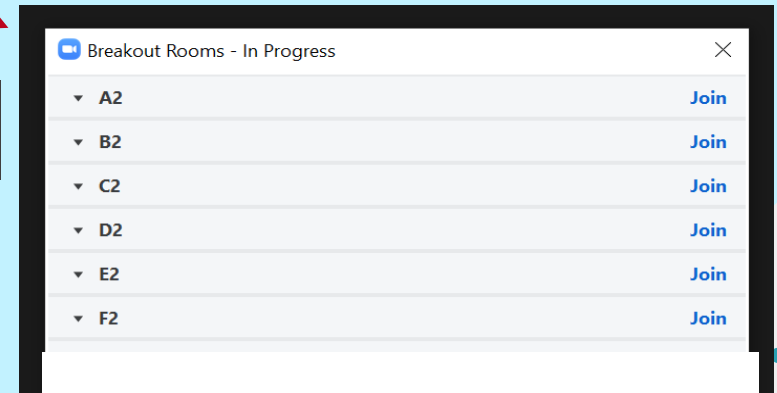 Breakout Rooms - In Progress
A2 Join
B2 Join
C2 Join
D2 Join
E2 Join
F2 Join